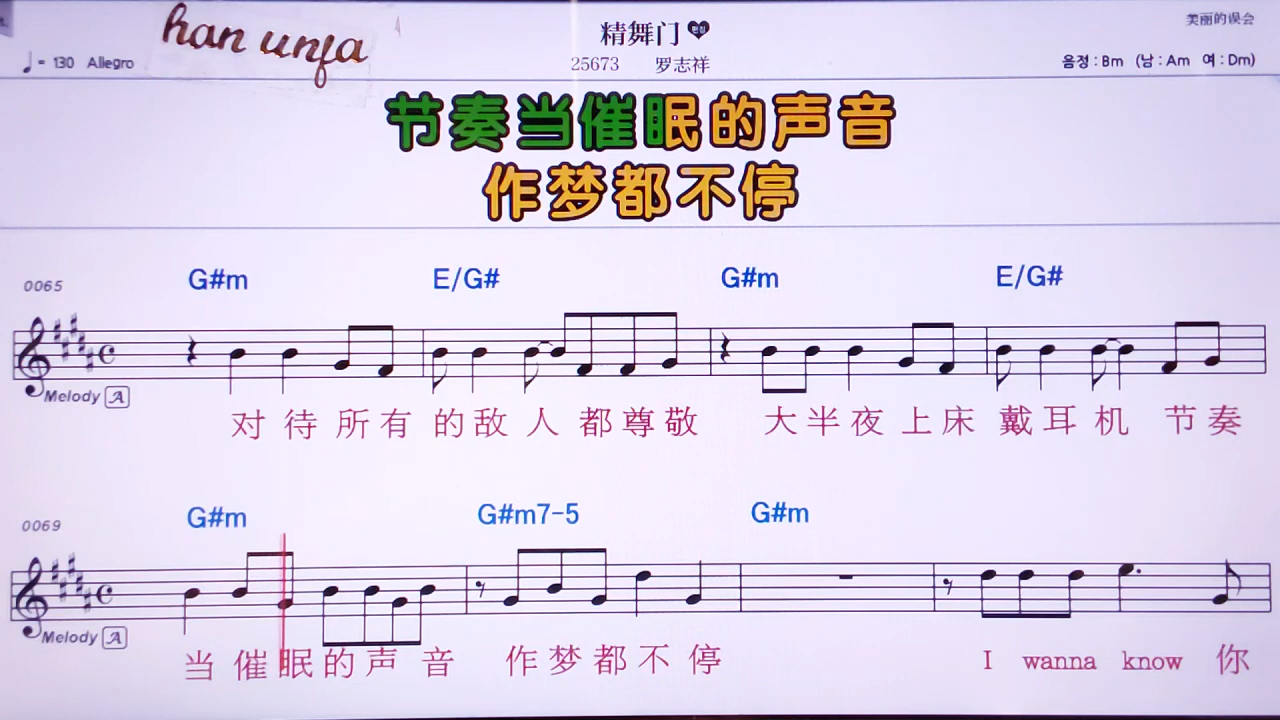 han unfa
精舞门 편심
美丽的误会
♩= 130 Allegro
25673 罗志祥
음정 : Bm (남 : Am 여 : Dm)
节奏当催眠的声音
作梦都不停
0065 G#m E/G# G#m E/G#
Melody A
对待所有的敌人都尊敬 大半夜上床戴耳机 节奏
0069 G#m G#m7-5 G#m
Melody A
当催眠的声音 作梦都不停 I wanna know 你